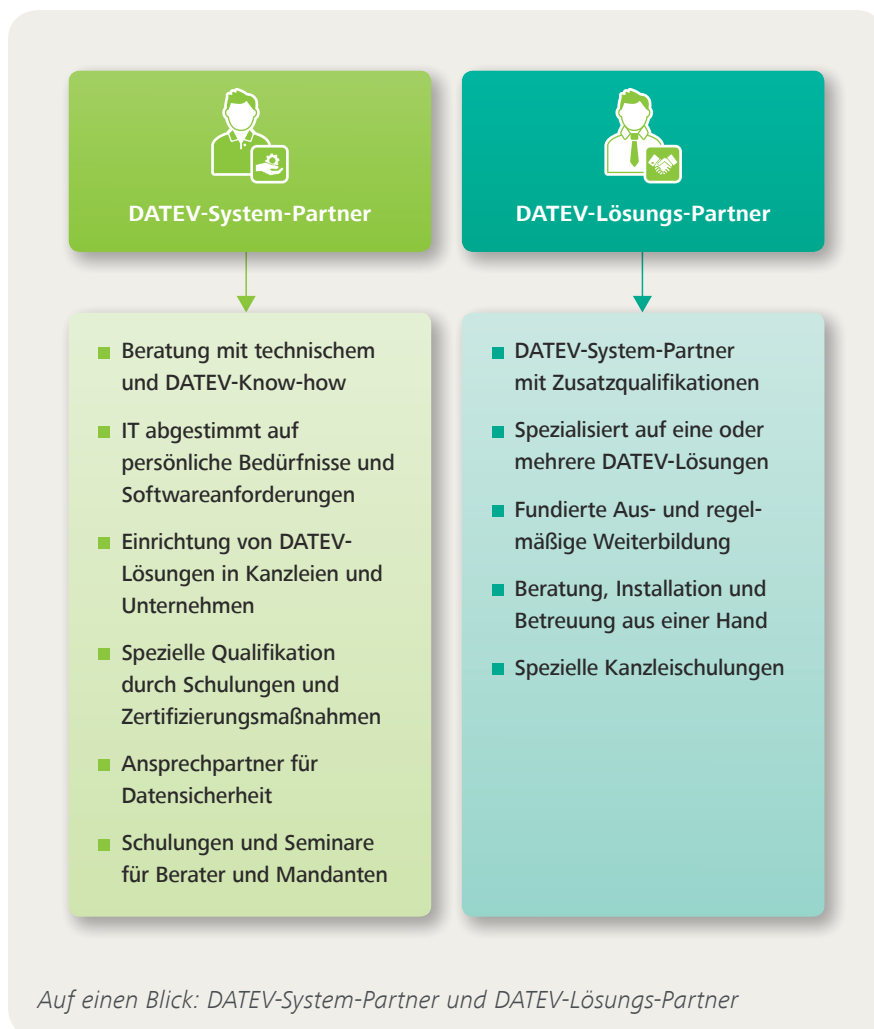 DATEV-System-Partner
Beratung mit technischem
und DATEV-Know-how
IT abgestimmt auf
persönliche Bedürfnisse und
Softwareanforderungen
Einrichtung von DATEV-
Lösungen in Kanzleien und
Unternehmen
Spezielle Qualifikation
durch Schulungen und
Zertifizierungsmaßnahmen
Ansprechpartner für
Datensicherheit
Schulungen und Seminare
für Berater und Mandanten
DATEV-Lösungs-Partner
DATEV-System-Partner
mit Zusatzqualifikationen
Spezialisiert auf eine oder
mehrere DATEV-Lösungen
Fundierte Aus- und regel-
mäßige Weiterbildung
Beratung, Installation und
Betreuung aus einer Hand
Spezielle Kanzleischulungen
Auf einen Blick: DATEV-System-Partner und DATEV-Lösungs-Partner